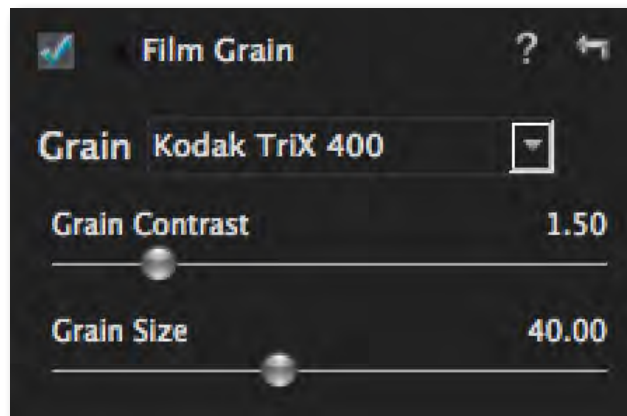 Film Grain ?
Grain Kodak TriX 400
Grain Contrast 1.50
Grain Size 40.00